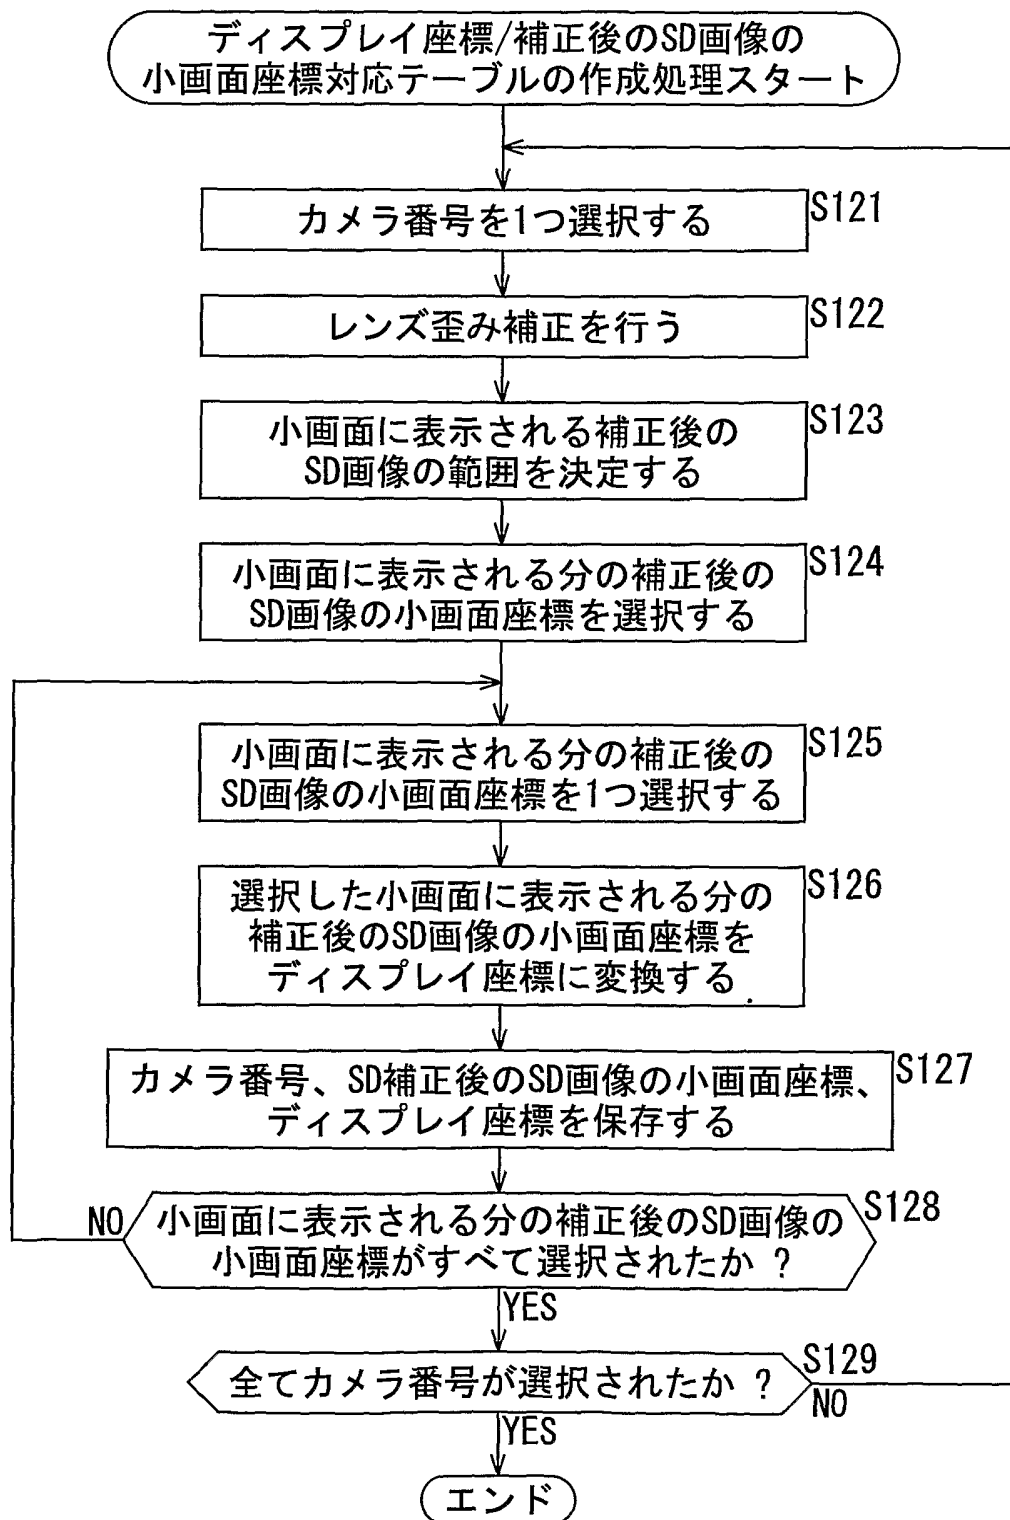 ディスプレイ座標/補正後のSD画像の
小画面座標対応テーブルの作成処理スタート
カメラ番号を1つ選択する
S121
レンズ歪み補正を行う
S122
小画面に表示される補正後の
SD画像の範囲を決定する
S123
小画面に表示される分の補正後の
SD画像の小画面座標を選択する
S124
小画面に表示される分の補正後の
SD画像の小画面座標を1つ選択する
S125
選択した小画面に表示される分の
補正後のSD画像の小画面座標を
ディスプレイ座標に変換する
S126
カメラ番号、SD補正後のSD画像の小画面座標、
ディスプレイ座標を保存する
S127
小画面に表示される分の補正後のSD画像の
小画面座標がすべて選択されたか ?
S128
NO
YES
全てカメラ番号が選択されたか ?
S129
NO
YES
エンド